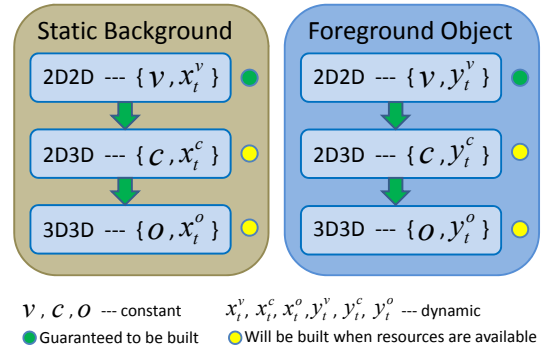 Static Background
2D2D --- { v , x_t^v }
2D3D --- { c , x_t^c }
3D3D --- { o , x_t^o }
Foreground Object
2D2D --- { v , y_t^v }
2D3D --- { c , y_t^c }
3D3D --- { o , y_t^o }
v , c , o --- constant
x_t^v, x_t^c, x_t^o, y_t^v, y_t^c, y_t^o --- dynamic
Guaranteed to be built
Will be built when resources are available